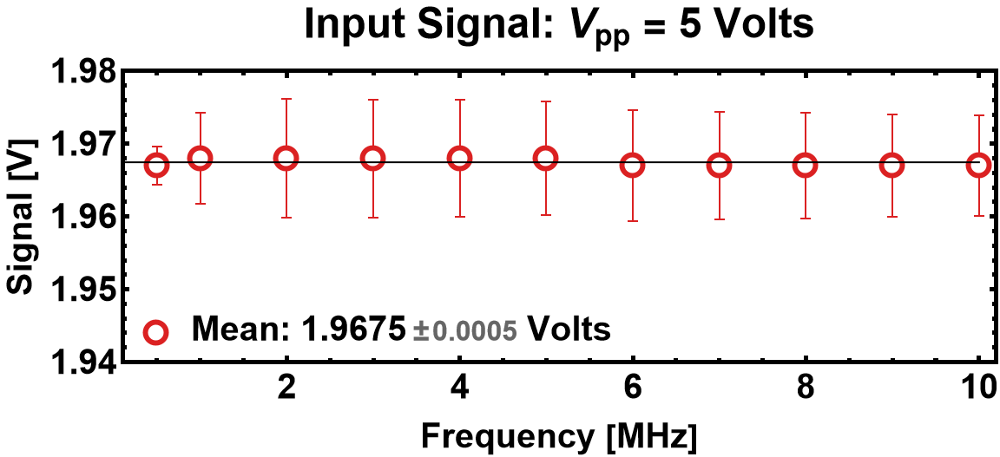 Input Signal: Vpp = 5 Volts
1.98
1.97
1.96
1.95
1.94
Signal [V]
Mean: 1.9675 ±0.0005 Volts
2 4 6 8 10
Frequency [MHz]